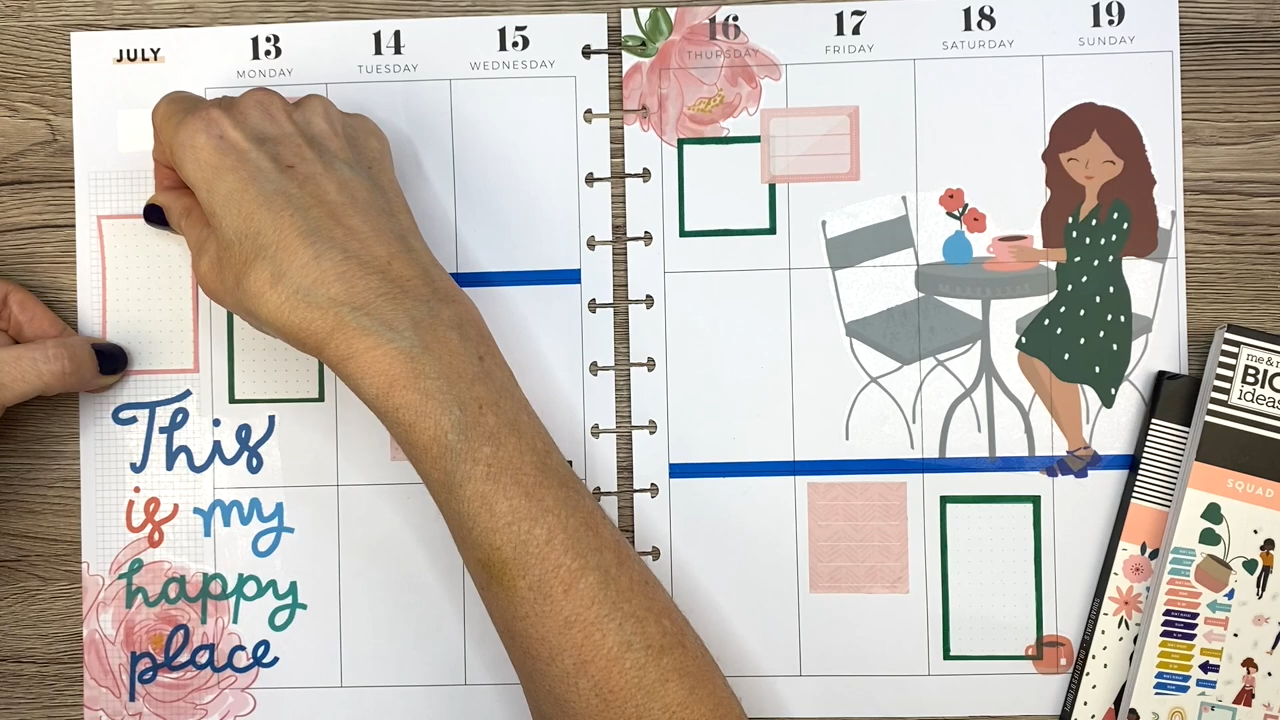 JULY
13
MONDAY
14
TUESDAY
15
WEDNESDAY
16
THURSDAY
17
FRIDAY
18
SATURDAY
19
SUNDAY
This
is my
happy
place
me &
BIG
ideas
SQUAD